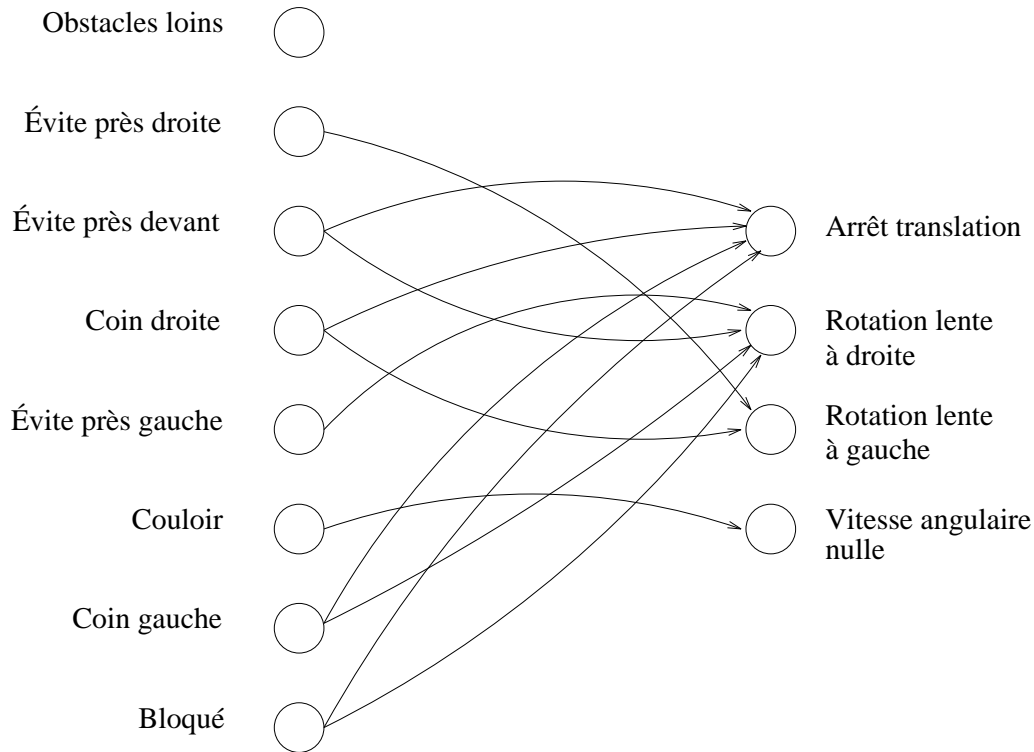 Obstacles loins
Évite près droite
Évite près devant
Coin droite
Évite près gauche
Couloir
Coin gauche
Bloqué
Arrêt translation
Rotation lente
à droite
Rotation lente
à gauche
Vitesse angulaire
nulle